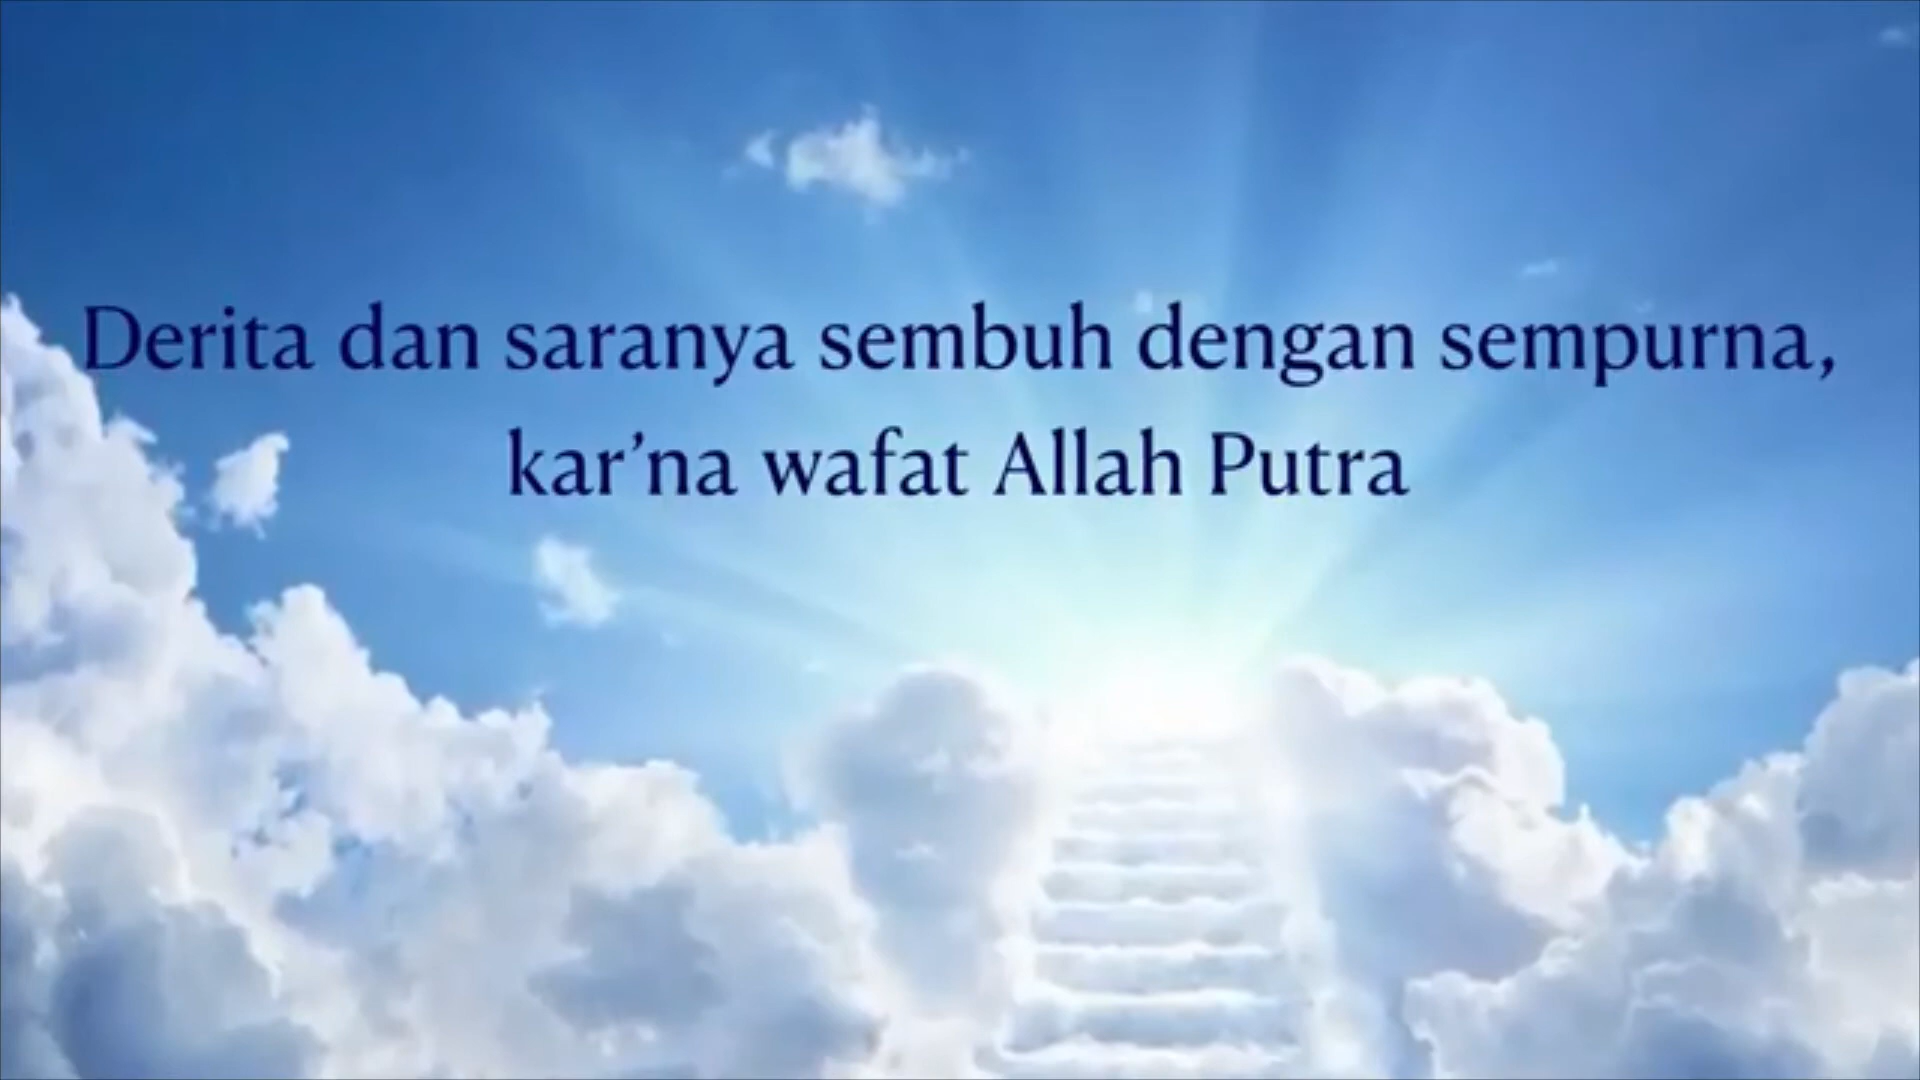 Derita dan saranya sembuh dengan sempurna,
kar’na wafat Allah Putra